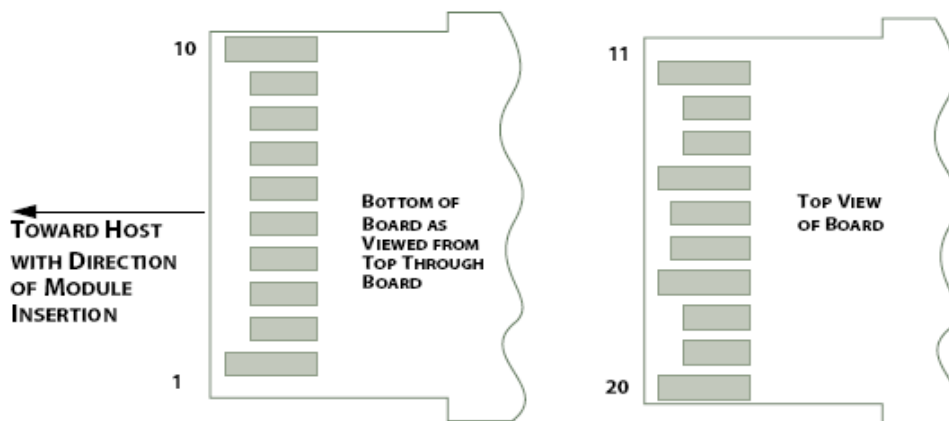 10
BOTTOM OF
BOARD AS
VIEWED FROM
TOP THROUGH
BOARD
TOWARD HOST
WITH DIRECTION
OF MODULE
INSERTION
1
11
TOP VIEW
OF BOARD
20